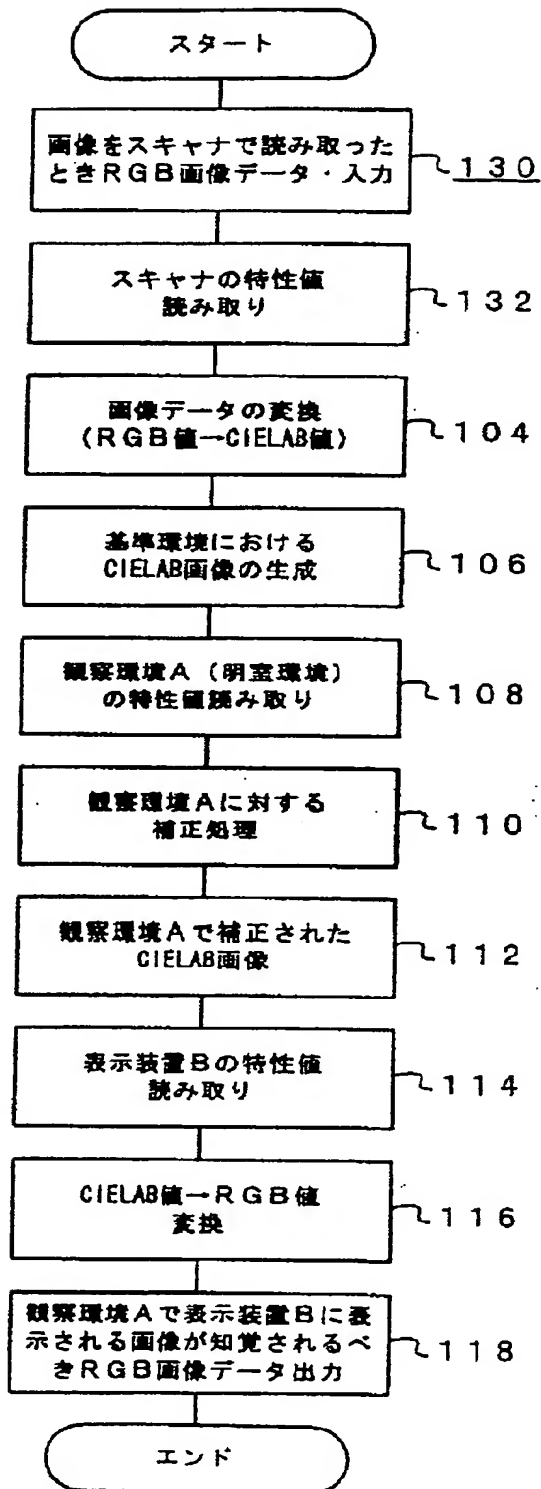 スタート
画像をスキャナで読み取った
ときRGB画像データ・入力
130
スキャナの特性値
読み取り
132
画像データの変換
(RGB値→CIELAB値)
104
基準環境における
CIELAB画像の生成
106
観察環境A(明室環境)
の特性値読み取り
108
観察環境Aに対する
補正処理
110
観察環境Aで補正された
CIELAB画像
112
表示装置Bの特性値
読み取り
114
CIELAB値→RGB値
変換
116
観察環境Aで表示装置Bに表
示される画像が知覚されるべ
きRGB画像データ出力
118
エンド